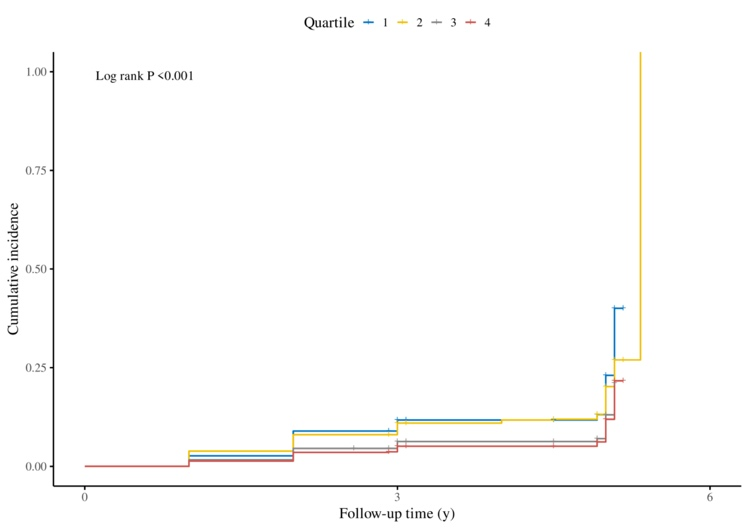 Quartile 1 2 3 4
1.00
Log rank P <0.001
0.75
0.50
0.25
0.00
Cumulative incidence
0 3 6
Follow-up time (y)